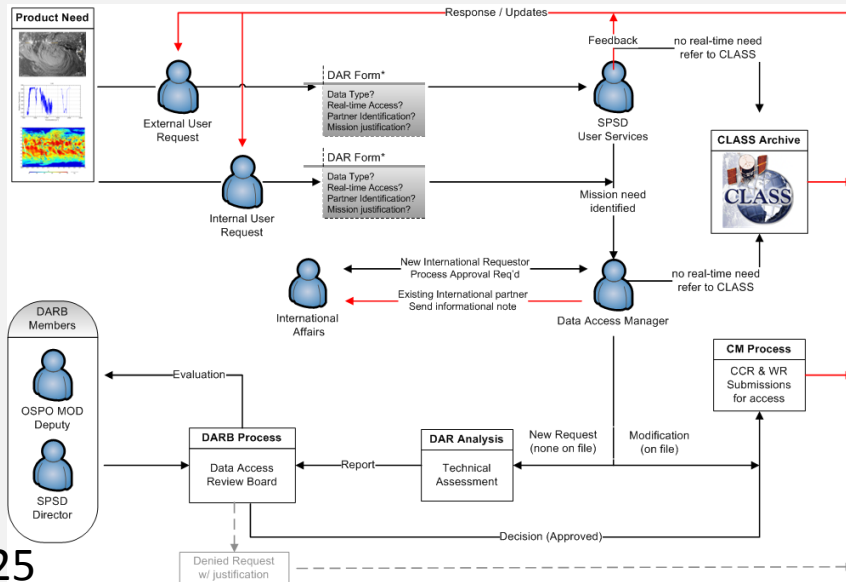 Product Need
Response / Updates
Feedback
no real-time need
refer to CLASS
External User
Request
DAR Form*
Data Type?
Real-time Access?
Partner Identification?
Mission justification?
SPSD
User Services
CLASS Archive
CLASS
Internal User
Request
DAR Form*
Data Type?
Real-time Access?
Partner Identification?
Mission justification?
Mission need
identified
New International Requestor
Process Approval Req'd
Existing International partner
Send informational note
International
Affairs
Data Access Manager
no real-time need
refer to CLASS
DARB
Members
OSPO MOD
Deputy
SPSD
Director
Evaluation
DARB Process
Data Access
Review Board
Report
DAR Analysis
Technical
Assessment
New Request
(none on file)
Modification
(on file)
CM Process
CCR & WR
Submissions
for access
Decision (Approved)
Denied Request
w/ justification
25